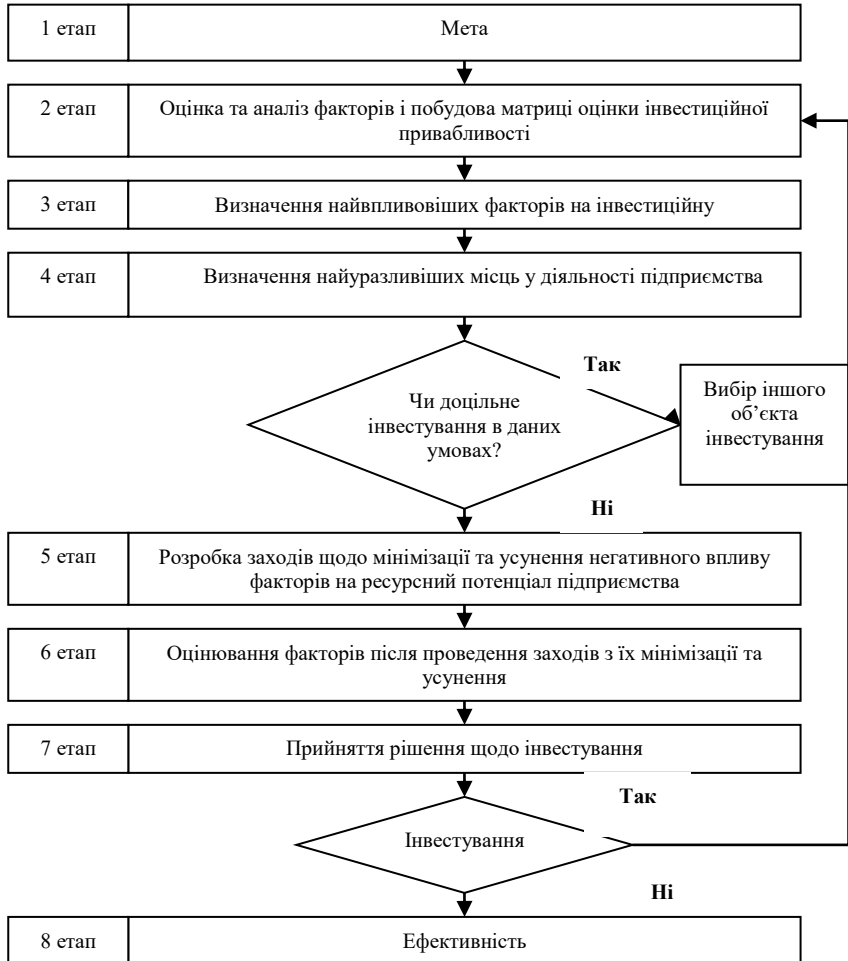 1 етап
Мета
2 етап
Оцінка та аналіз факторів і побудова матриці оцінки інвестиційної
привабливості
3 етап
Визначення найвпливовіших факторів на інвестиційну
4 етап
Визначення найуразливіших місць у діяльності підприємства
Так
Чи доцільне
інвестування в даних
умовах?
Вибір іншого
об’єкта
інвестування
Ні
5 етап
Розробка заходів щодо мінімізації та усунення негативного впливу
факторів на ресурсний потенціал підприємства
6 етап
Оцінювання факторів після проведення заходів з їх мінімізації та
усунення
7 етап
Прийняття рішення щодо інвестування
Так
Інвестування
Ні
8 етап
Ефективність